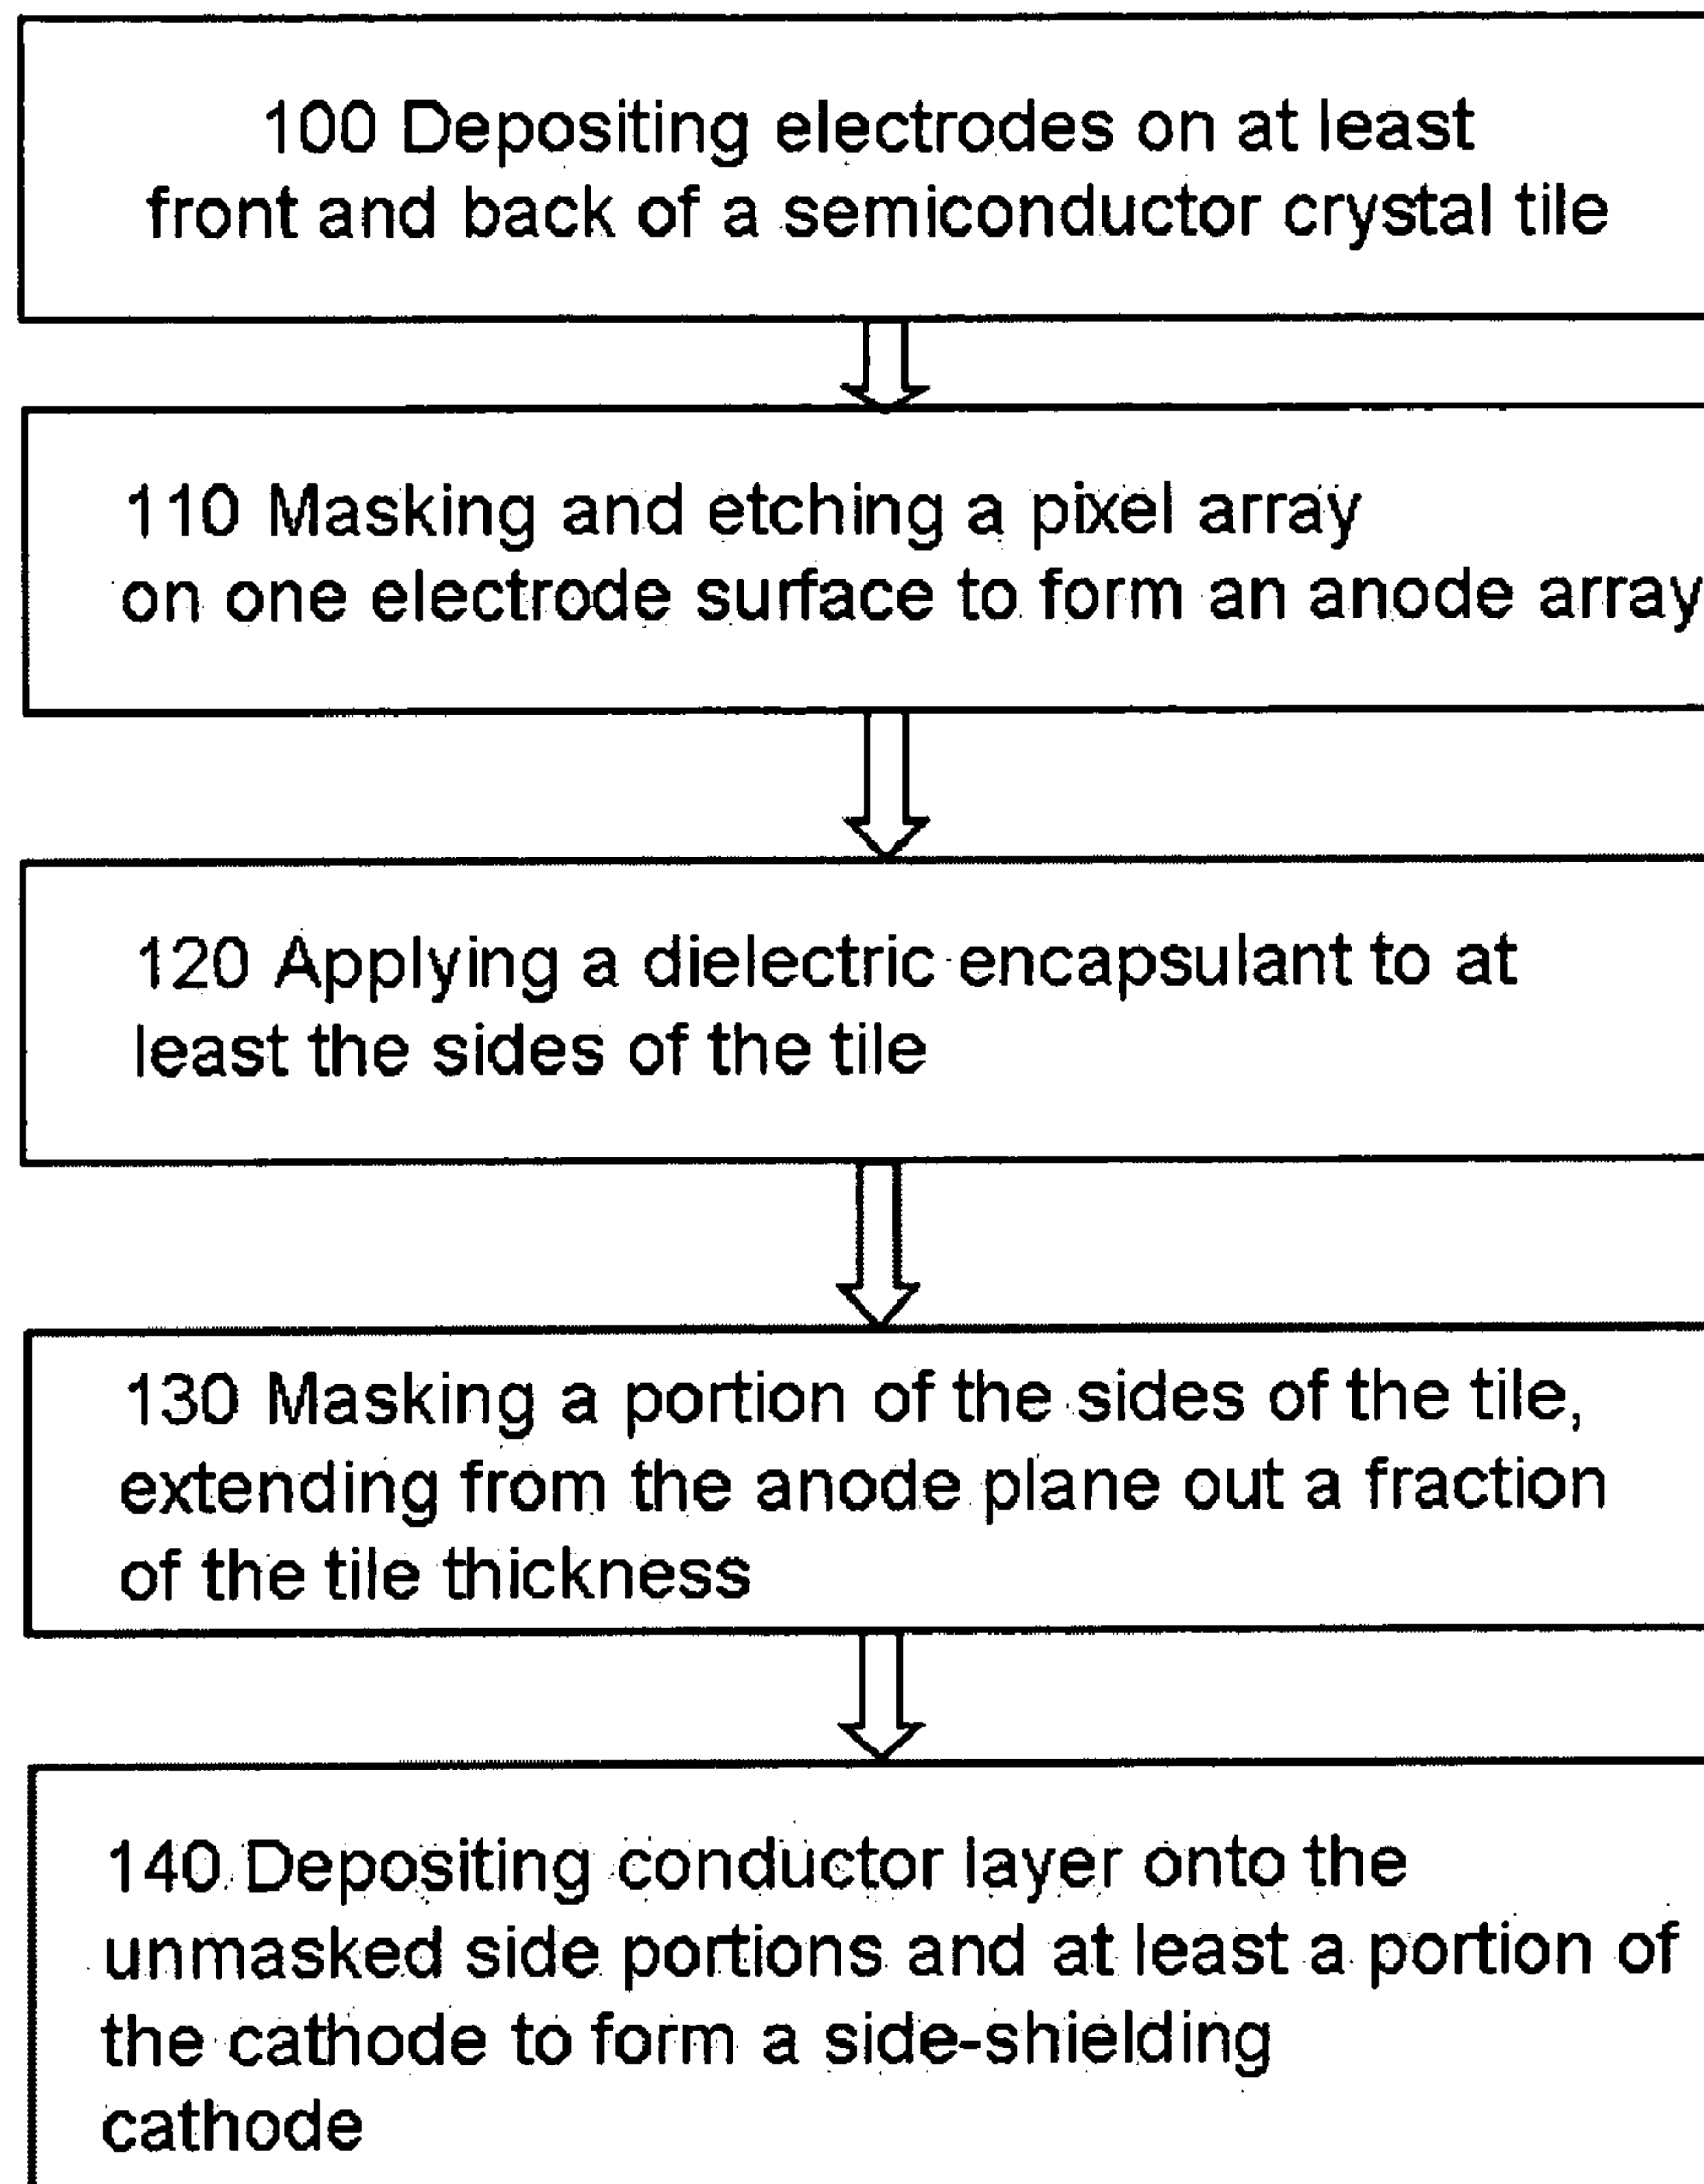 100 Depositing electrodes on at least
front and back of a semiconductor crystal tile
110 Masking and etching a pixel array
on one electrode surface to form an anode array
120 Applying a dielectric encapsulant to at
least the sides of the tile
130 Masking a portion of the sides of the tile,
extending from the anode plane out a fraction
of the tile thickness
140 Depositing conductor layer onto the
unmasked side portions and at least a portion of
the cathode to form a side-shielding
cathode